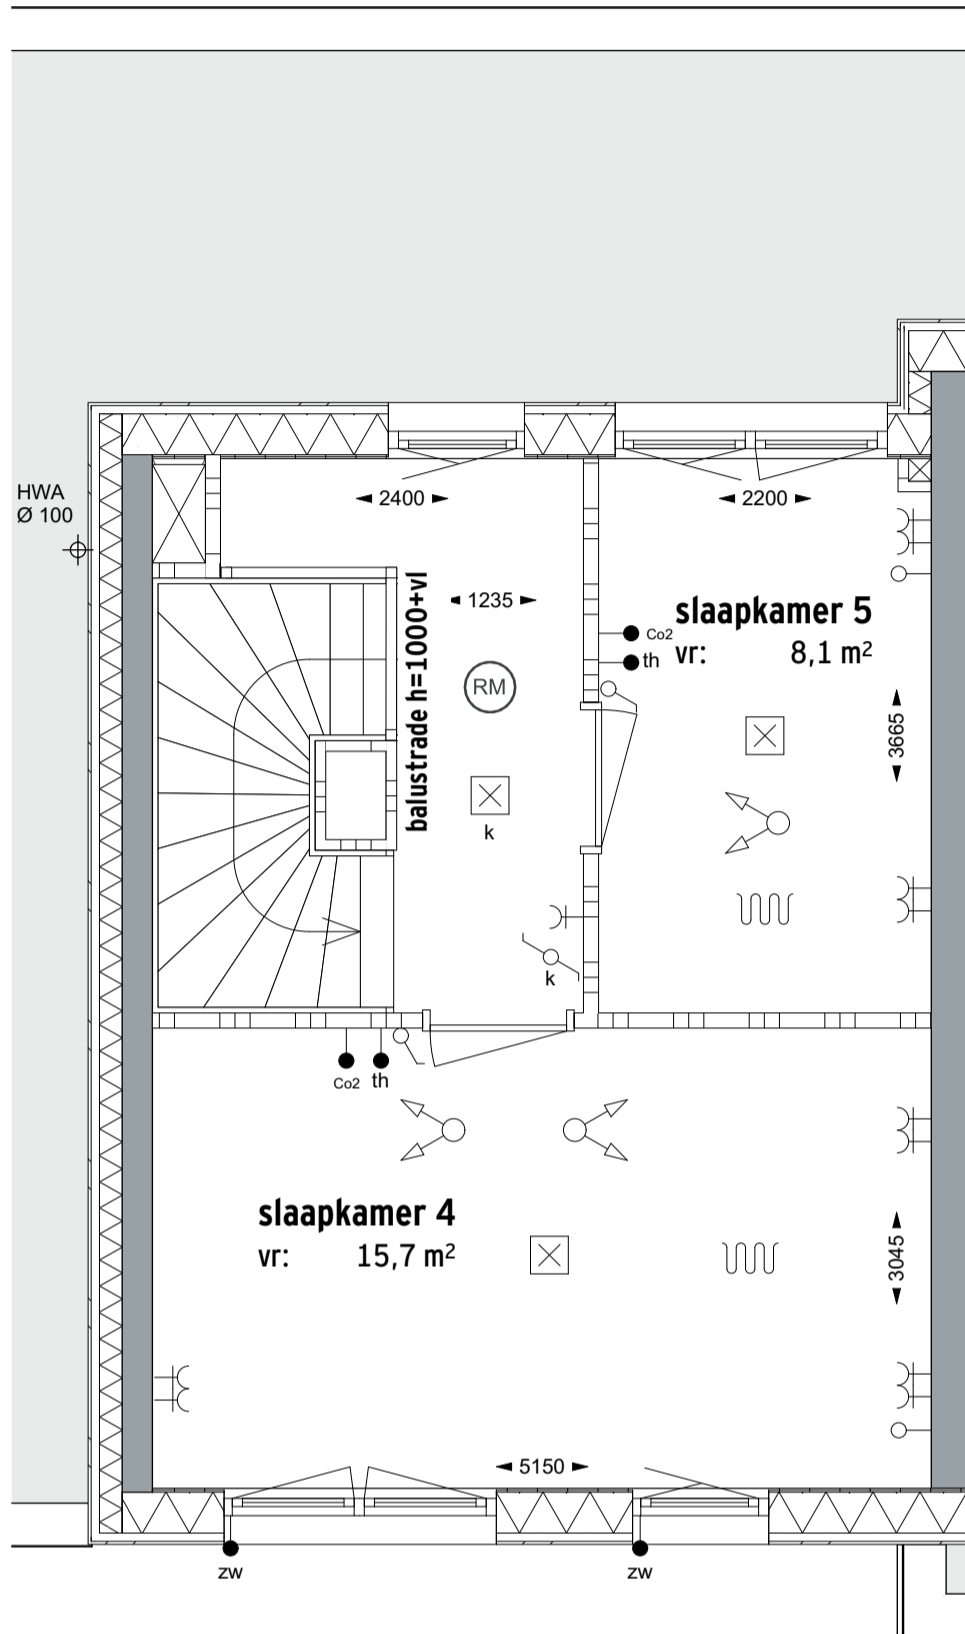 HWA
Ø 100
2400
2200
1235
balustrade h=1000+vl
RM
k
k
Co2
th
slaapkamer 5
vr: 8,1 m²
3665
Co2
th
slaapkamer 4
vr: 15,7 m²
3045
5150
zw
zw